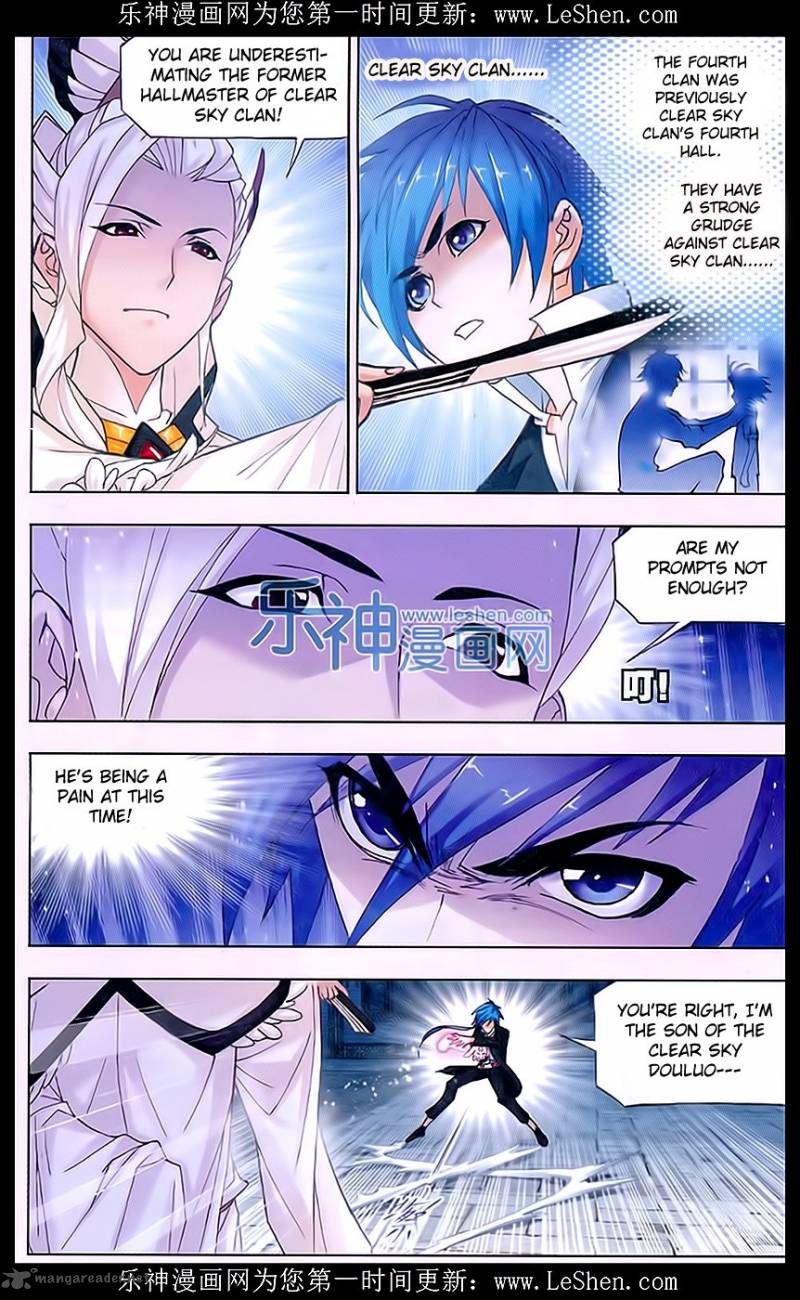 乐神漫画网为您第一时间更新：www.LeShen.com
YOU ARE UNDERESTI-
MATING THE FORMER
HALLMASTER OF CLEAR
SKY CLAN!
CLEAR SKY CLAN......
THE FOURTH
CLAN WAS
PREVIOUSLY
CLEAR SKY
CLAN'S FOURTH
HALL.
THEY HAVE
A STRONG
GRUDGE
AGAINST CLEAR
SKY CLAN......
ARE MY
PROMPTS NOT
ENOUGH?
www.leshen.com
乐神漫画网
叮!
HE'S BEING A
PAIN AT THIS
TIME!
YOU'RE RIGHT, I'M
THE SON OF THE
CLEAR SKY
DOULUO---
乐神漫画网为您第一时间更新：www.LeShen.com